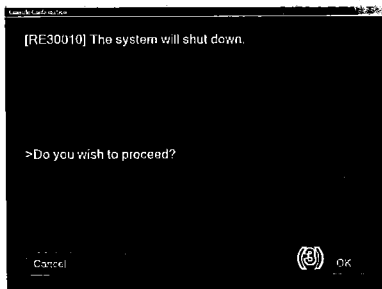 [RE30010] The system will shut down.
>Do you wish to proceed?
Cancel
(3) OK